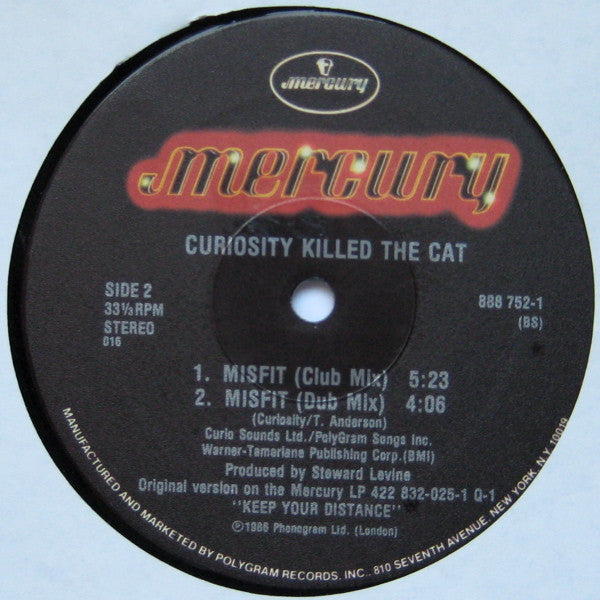 mercury
mercury
CURIOSITY KILLED THE CAT
SIDE 2
33⅓ RPM
STEREO
016
888 752-1
(BS)
1. MISFIT (Club Mix) 5:23
2. MISFIT (Dub Mix) 4:06
(Curiosity/T. Anderson)
Curio Sounds Ltd./PolyGram Songs Inc.
Warner-Tamerlane Publishing Corp.(BMI)
Produced by Steward Levine
Original version on the Mercury LP 422 832-025-1 Q-1
"KEEP YOUR DISTANCE"
℗1986 Phonogram Ltd. (London)
MANUFACTURED AND MARKETED BY POLYGRAM RECORDS, INC., 810 SEVENTH AVENUE, NEW YORK, N.Y. 10019